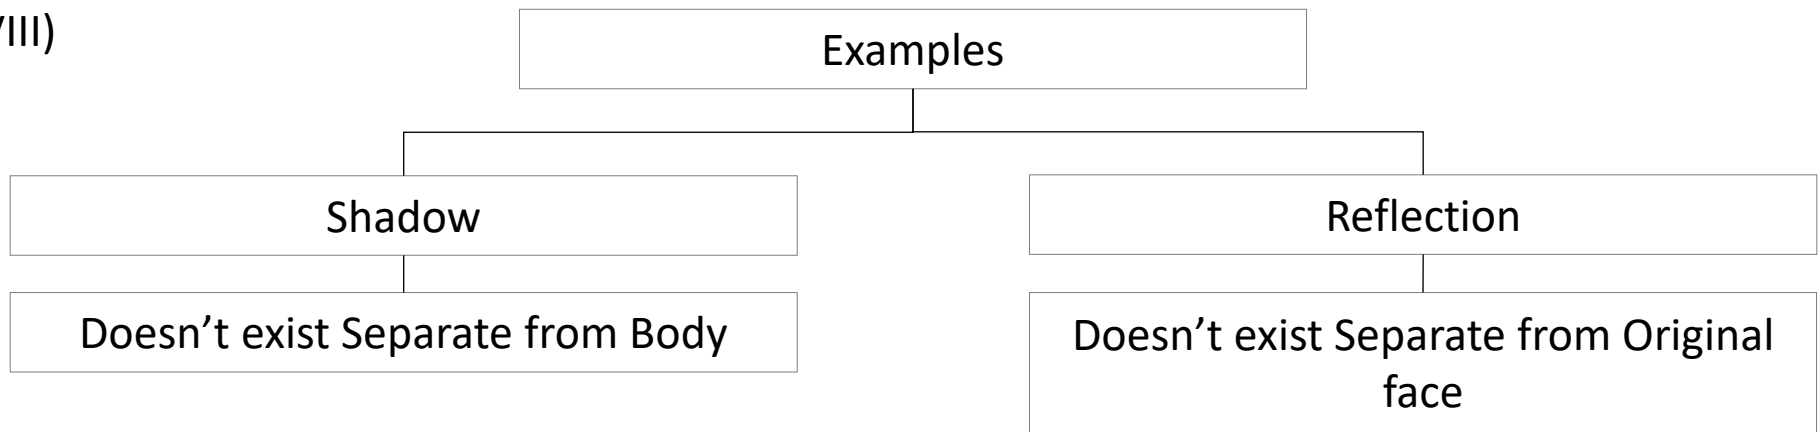 VIII)
Examples
Shadow
Reflection
Doesn’t exist Separate from Body
Doesn’t exist Separate from Original
face